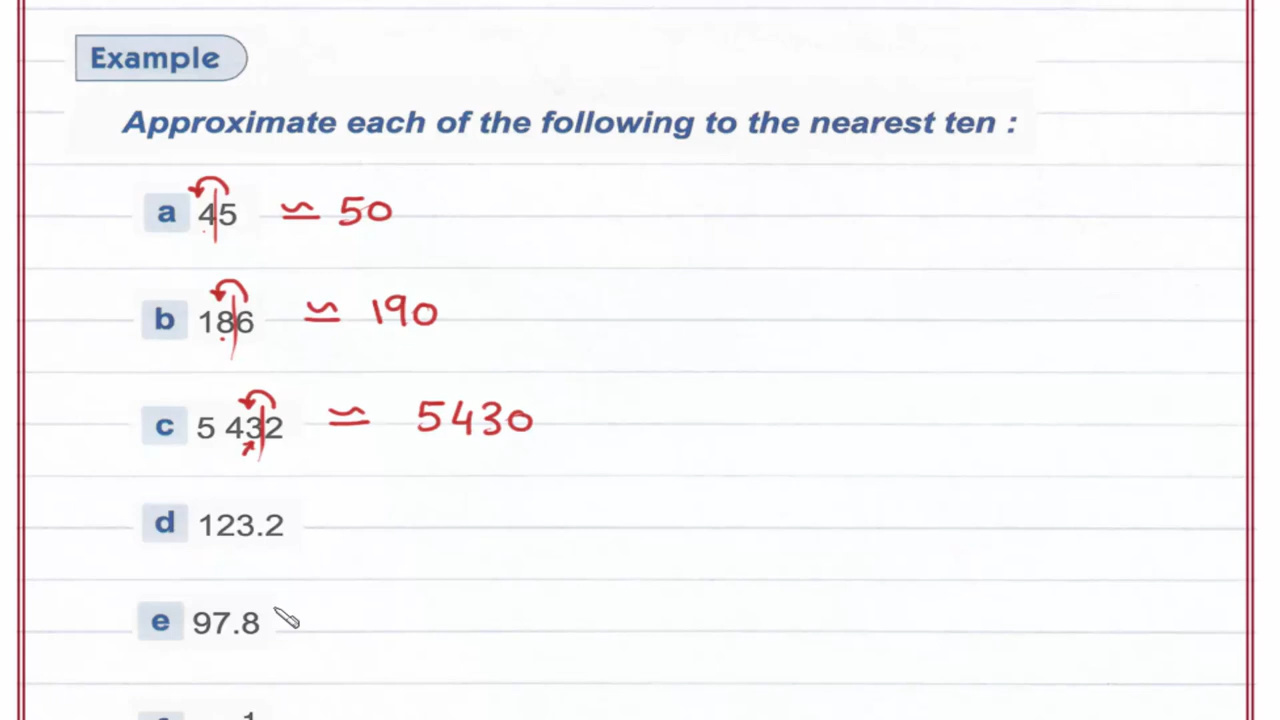 Example
Approximate each of the following to the nearest ten :
a 45 ≃ 50
b 186 ≃ 190
c 5 432 ≃ 5430
d 123.2
e 97.8
1